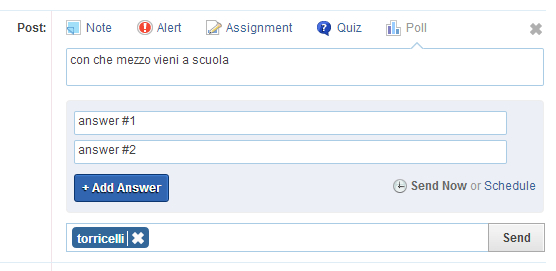 Post: Note Alert Assignment Quiz Poll
con che mezzo vieni a scuola
answer #1
answer #2
+ Add Answer Send Now or Schedule
torricelli Send